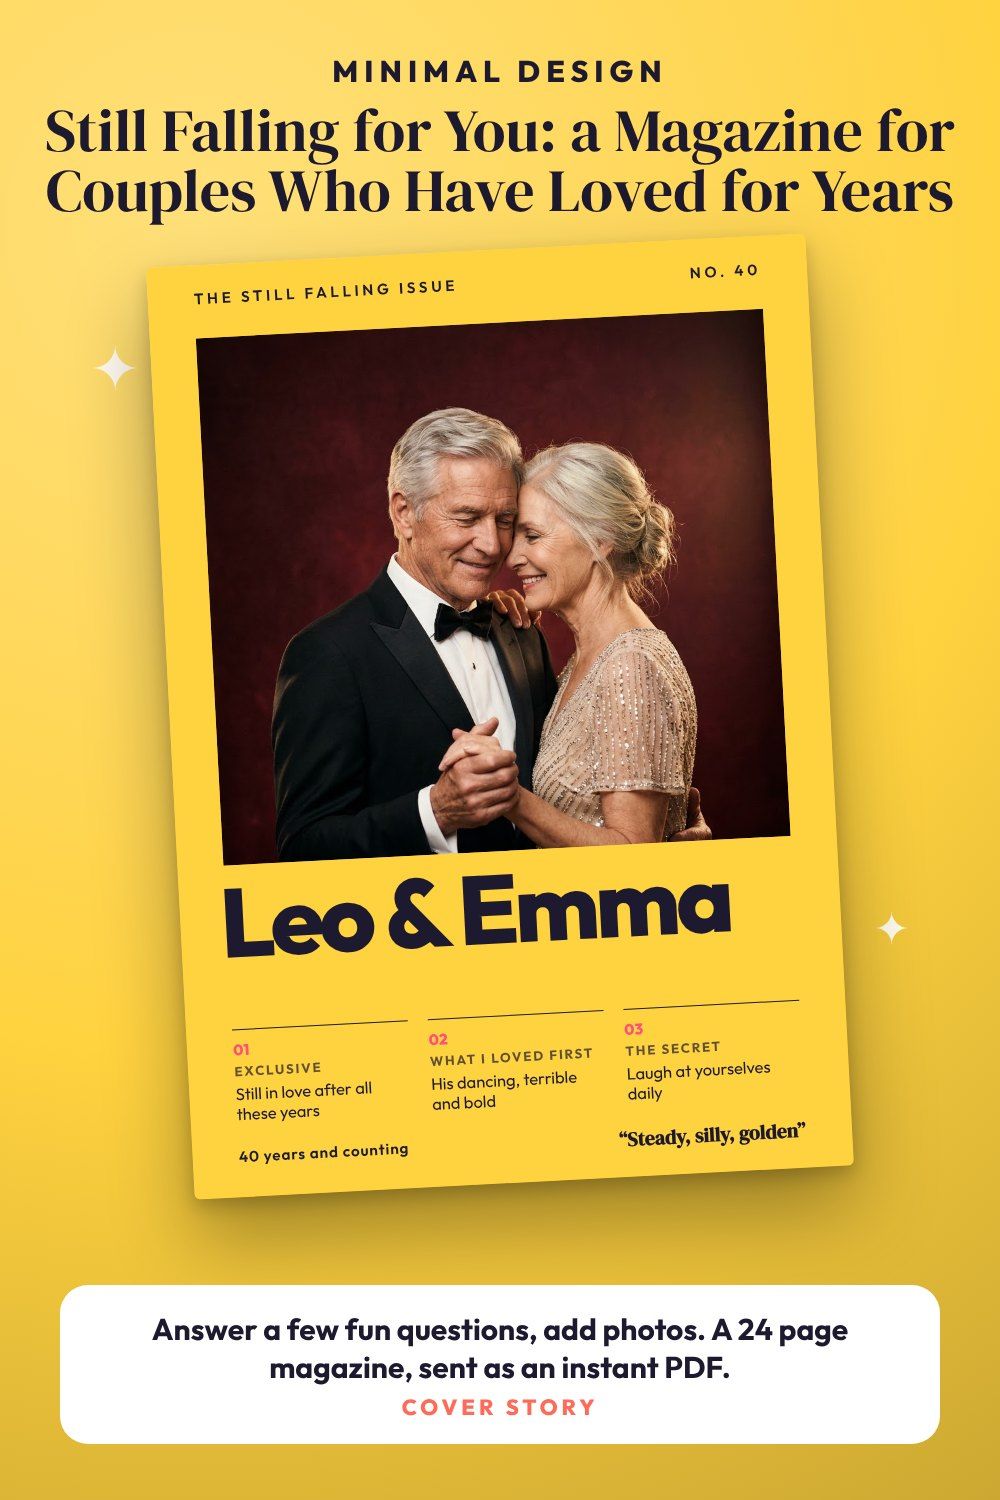 MINIMAL DESIGN
Still Falling for You: a Magazine for
Couples Who Have Loved for Years
THE STILL FALLING ISSUE
NO. 40
Leo & Emma
01
EXCLUSIVE
Still in love after all
these years
02
WHAT I LOVED FIRST
His dancing, terrible
and bold
03
THE SECRET
Laugh at yourselves
daily
40 years and counting
“Steady, silly, golden”
Answer a few fun questions, add photos. A 24 page
magazine, sent as an instant PDF.
COVER STORY